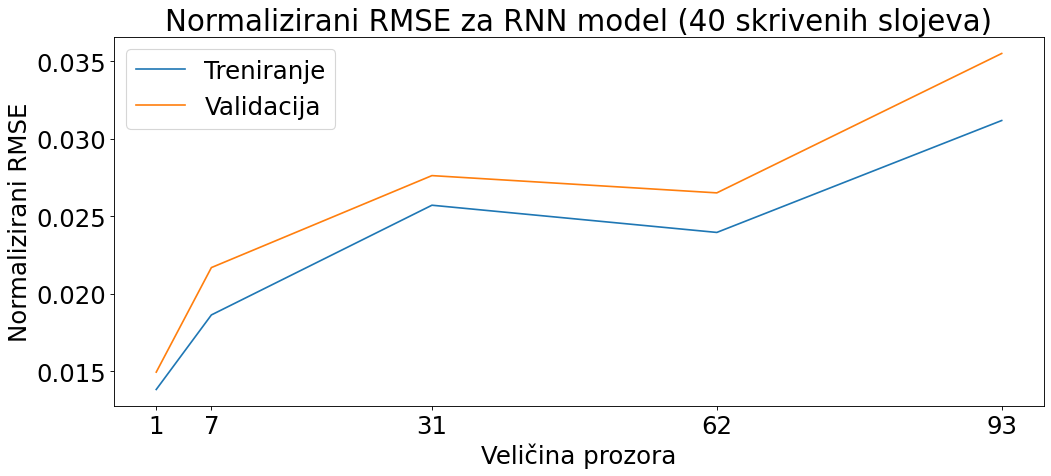 Normalizirani RMSE za RNN model (40 skrivenih slojeva)
Treniranje
Validacija
Normalizirani RMSE
0.035
0.030
0.025
0.020
0.015
1 7 31 62 93
Veličina prozora